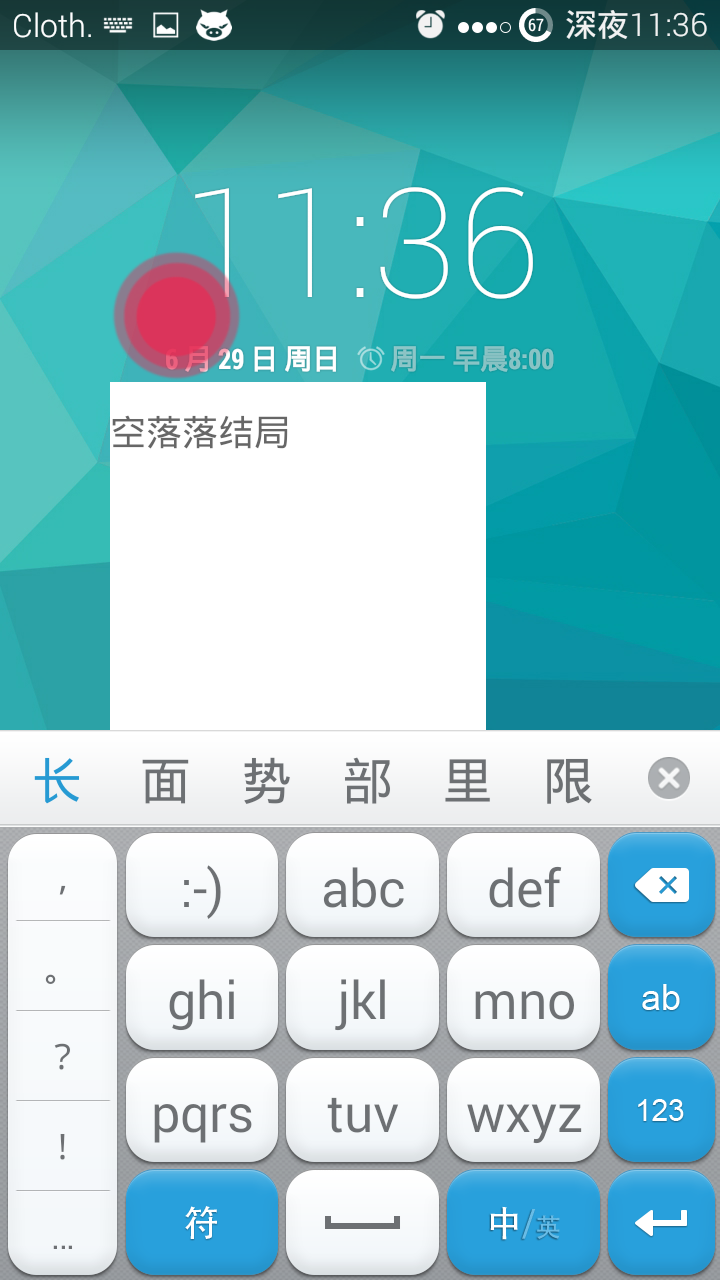 Cloth. 67 深夜11:36
11:36
6 月 29 日 周日 周一 早晨8:00
空落落结局
长 面 势 部 里 限
, :-) abc def
。 ghi jkl mno ab
? pqrs tuv wxyz 123
!
... 符 中/英